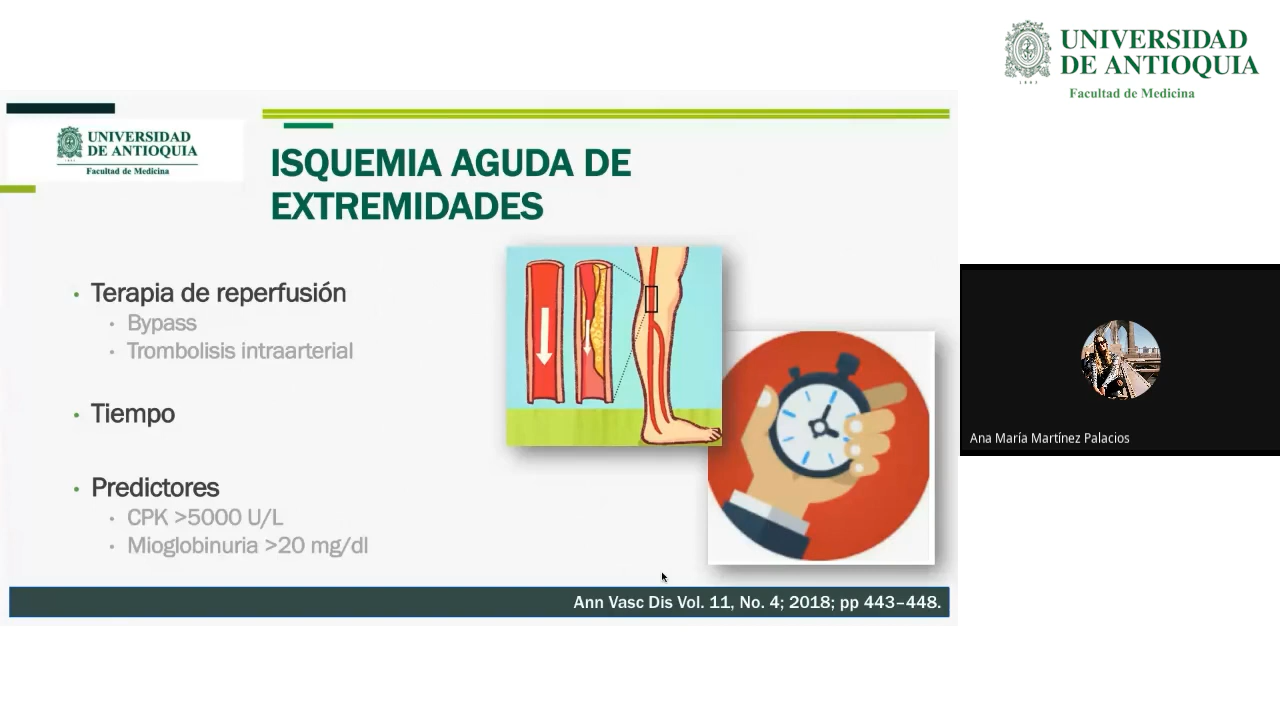 UNIVERSIDAD
DE ANTIOQUIA
1803
Facultad de Medicina
UNIVERSIDAD
DE ANTIOQUIA
Facultad de Medicina
ISQUEMIA AGUDA DE
EXTREMIDADES
• Terapia de reperfusión
• Bypass
• Trombolisis intraarterial
• Tiempo
• Predictores
• CPK >5000 U/L
• Mioglobinuria >20 mg/dl
Ann Vasc Dis Vol. 11, No. 4; 2018; pp 443–448.
Ana María Martínez Palacios